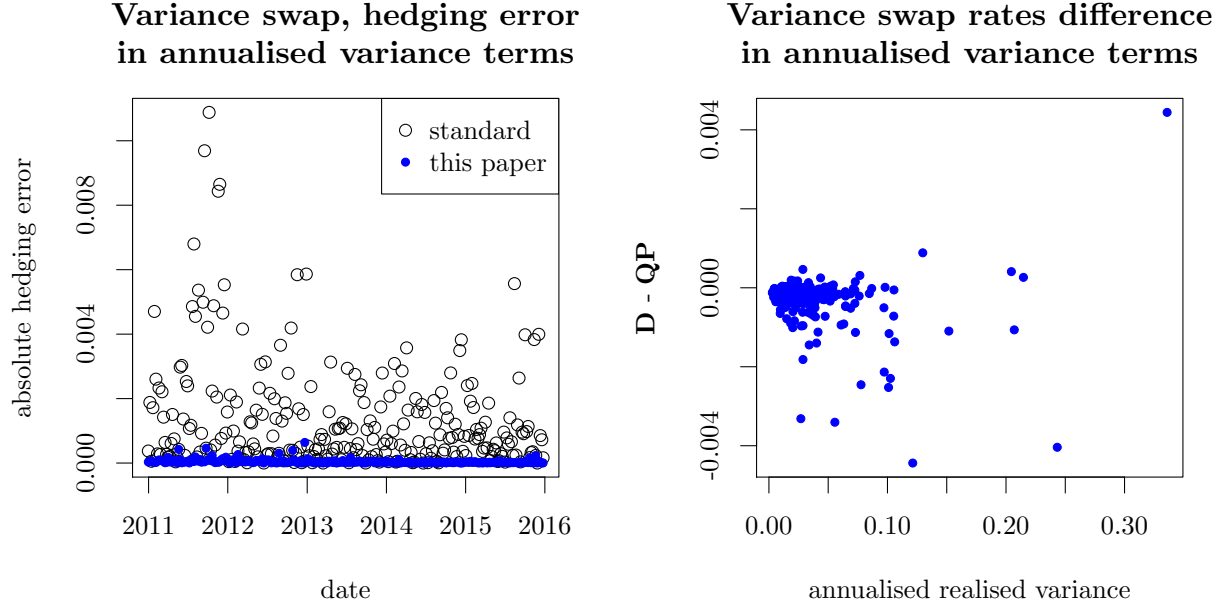 Variance swap, hedging error
in annualised variance terms
absolute hedging error
0.008
0.004
0.000
standard
this paper
2011 2012 2013 2014 2015 2016
date
Variance swap rates difference
in annualised variance terms
D - QP
0.004
0.000
-0.004
0.00 0.10 0.20 0.30
annualised realised variance